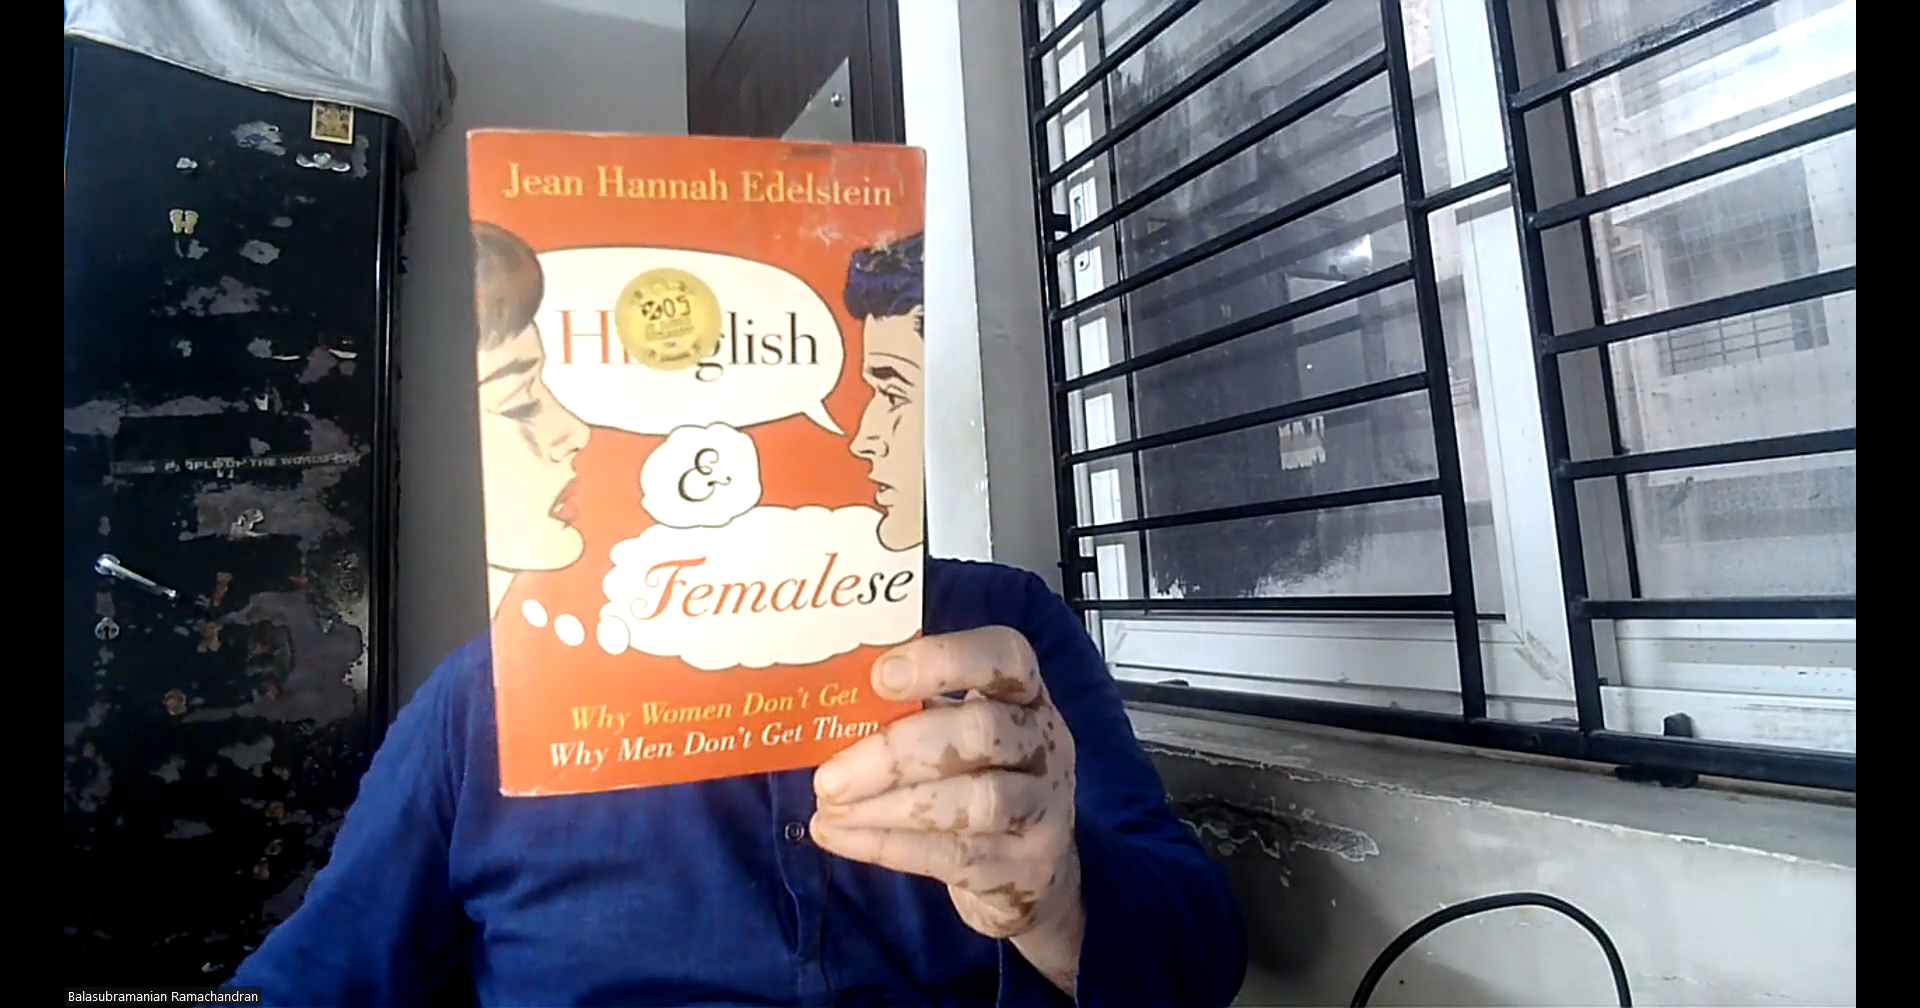 Jean Hannah Edelstein
glish
&
Femalese
Why Women Don't Get
Why Men Don't Get Them
Balasubramanian Ramachandran